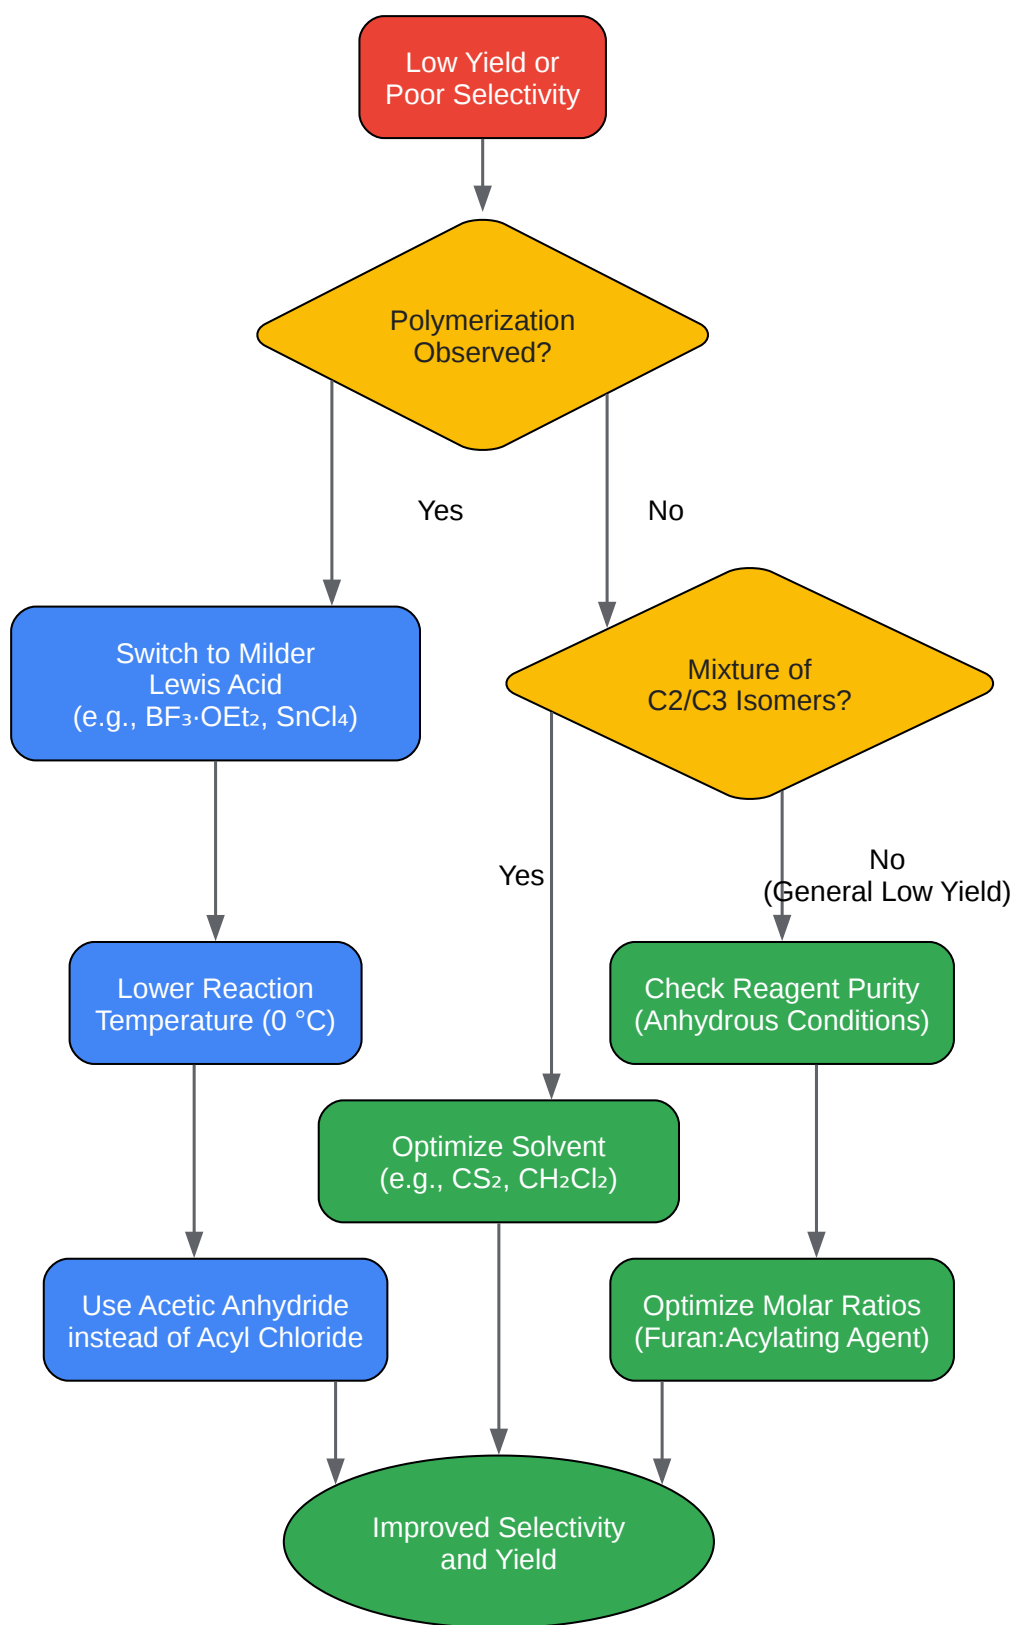 Low Yield or
Poor Selectivity
Polymerization
Observed?
Yes
No
Switch to Milder
Lewis Acid
(e.g., BF₃·OEt₂, SnCl₄)
Mixture of
C2/C3 Isomers?
Yes
No
(General Low Yield)
Lower Reaction
Temperature (0 °C)
Check Reagent Purity
(Anhydrous Conditions)
Optimize Solvent
(e.g., CS₂, CH₂Cl₂)
Use Acetic Anhydride
instead of Acyl Chloride
Optimize Molar Ratios
(Furan:Acylating Agent)
Improved Selectivity
and Yield